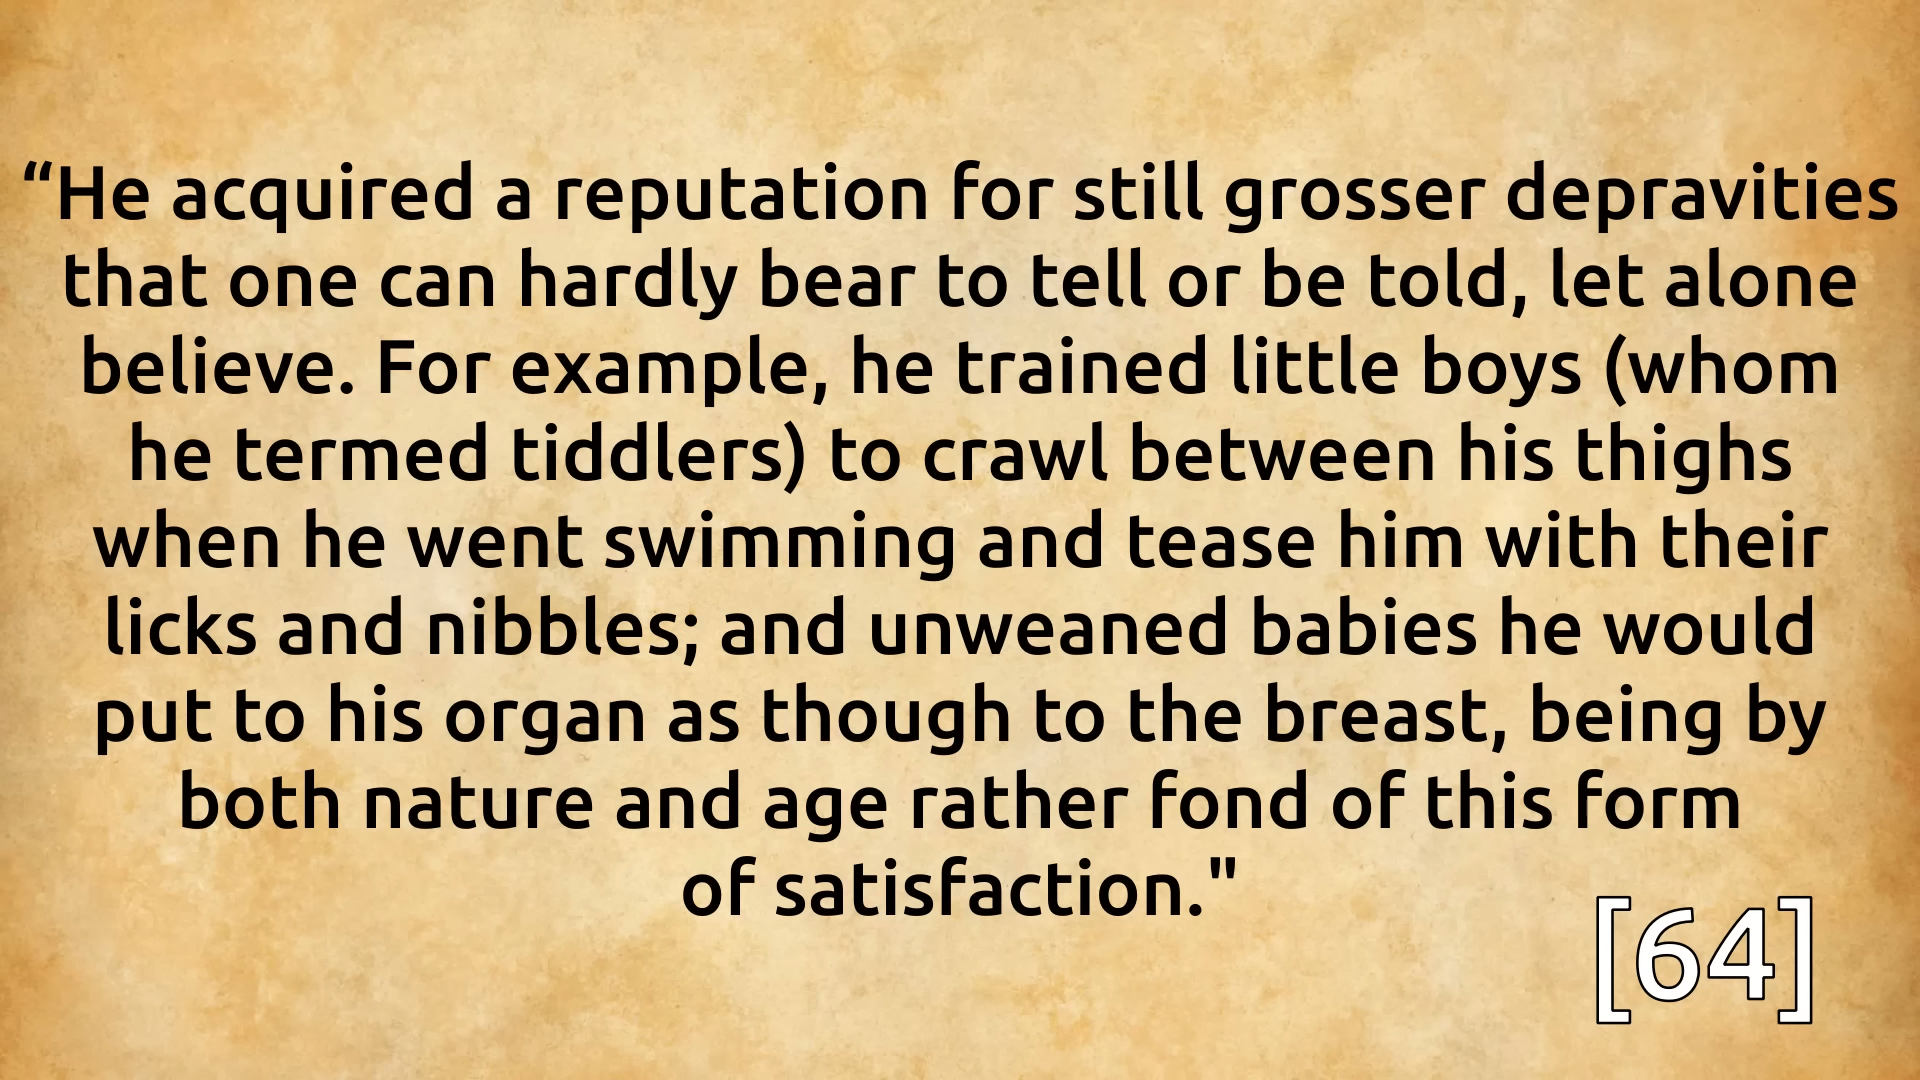 “He acquired a reputation for still grosser depravities
that one can hardly bear to tell or be told, let alone
believe. For example, he trained little boys (whom
he termed tiddlers) to crawl between his thighs
when he went swimming and tease him with their
licks and nibbles; and unweaned babies he would
put to his organ as though to the breast, being by
both nature and age rather fond of this form
of satisfaction."
[64]